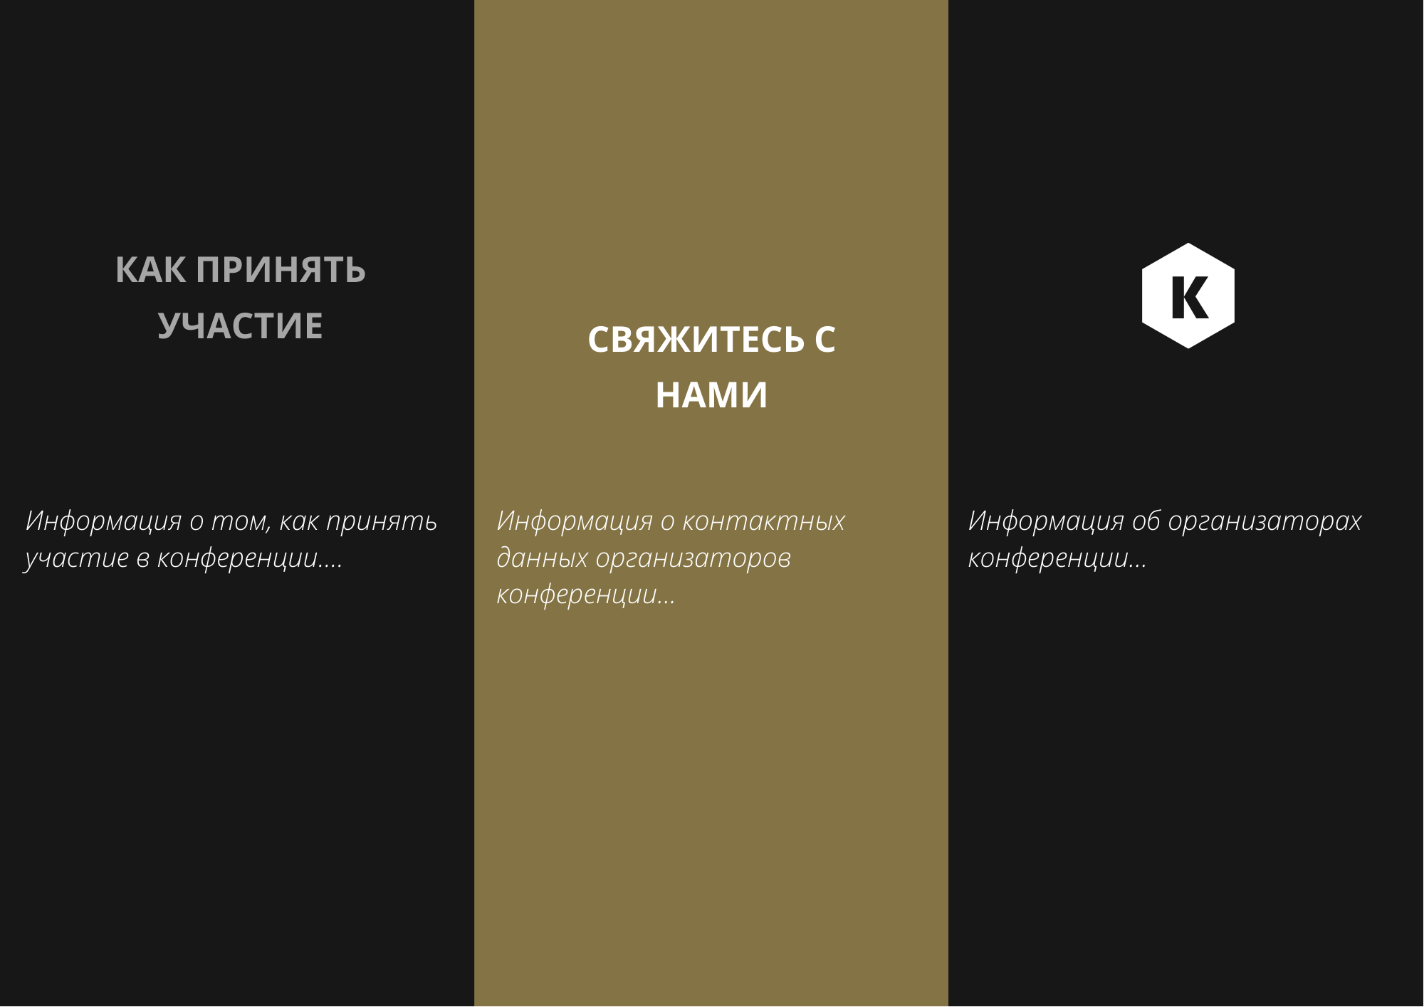 КАК ПРИНЯТЬ
УЧАСТИЕ
Информация о том, как принять
участие в конференции....
СВЯЖИТЕСЬ С
НАМИ
Информация о контактных
данных организаторов
конференции...
К
Информация об организаторах
конференции...